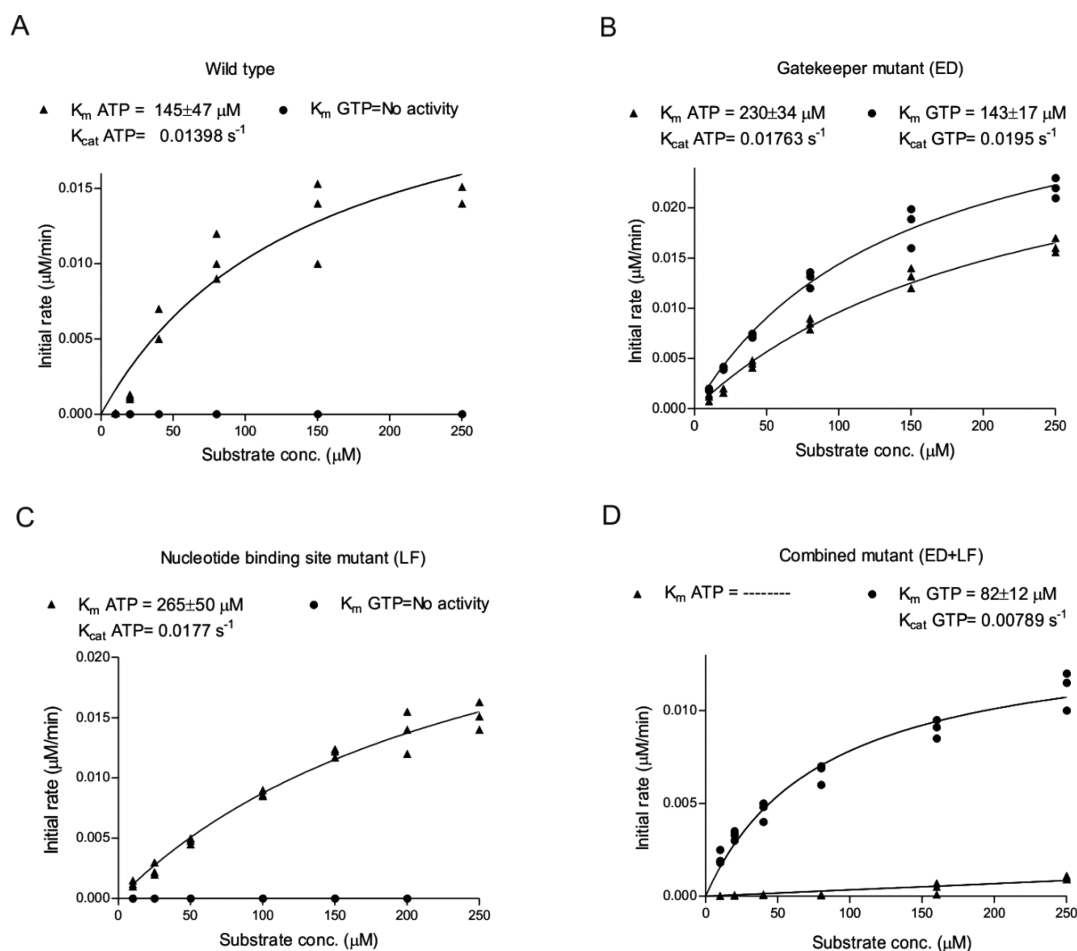 A
Wild type
▲ Km ATP = 145±47 μM ● Km GTP=No activity
Kcat ATP= 0.01398 s-1
0.015
0.010
0.005
0.000
0 50 100 150 200 250
Initial rate (μM/min)
Substrate conc. (μM)
B
Gatekeeper mutant (ED)
▲ Km ATP = 230±34 μM ● Km GTP = 143±17 μM
Kcat ATP= 0.01763 s-1 Kcat GTP= 0.0195 s-1
0.020
0.015
0.010
0.005
0.000
0 50 100 150 200 250
Initial rate (μM/min)
Substrate conc. (μM)
C
Nucleotide binding site mutant (LF)
▲ Km ATP = 265±50 μM ● Km GTP=No activity
Kcat ATP= 0.0177 s-1
0.020
0.015
0.010
0.005
0.000
0 50 100 150 200 250
Initial rate (μM/min)
Substrate conc. (μM)
D
Combined mutant (ED+LF)
▲ Km ATP = -------- ● Km GTP = 82±12 μM
Kcat GTP= 0.00789 s-1
0.010
0.005
0.000
0 50 100 150 200 250
Initial rate (μM/min)
Substrate conc. (μM)